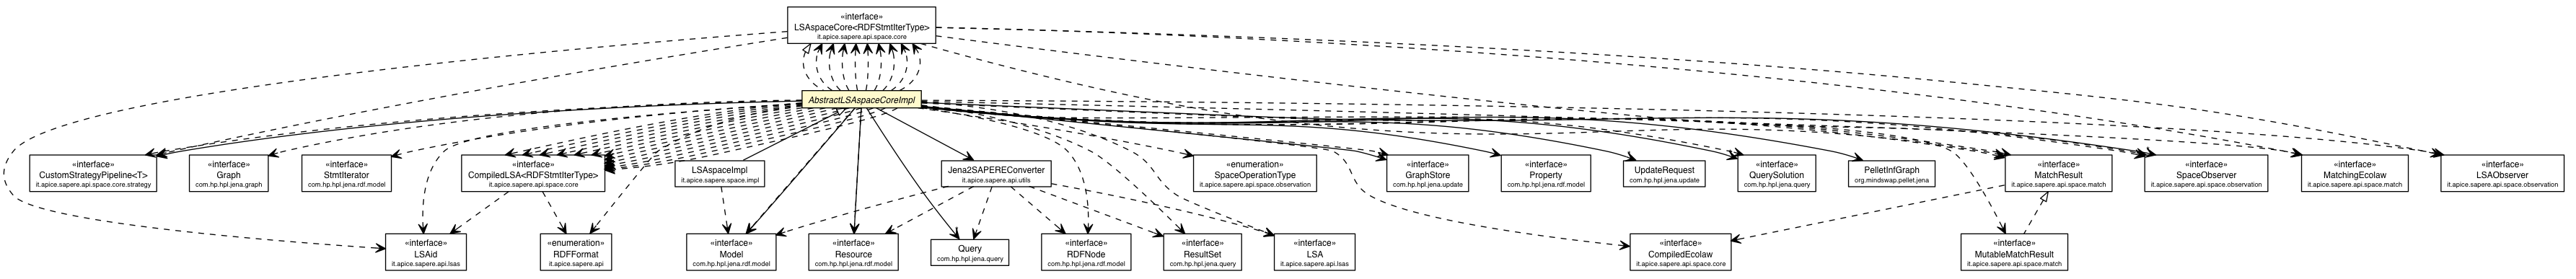 «interface»
LSAspaceCore<RDFStmtIterType>
it.apice.sapere.api.space.core
AbstractLSAspaceCoreImpl
«interface»
CustomStrategyPipeline<T>
it.apice.sapere.api.space.core.strategy
«interface»
Graph
com.hp.hpl.jena.graph
«interface»
StmtIterator
com.hp.hpl.jena.rdf.model
«interface»
CompiledLSA<RDFStmtIterType>
it.apice.sapere.api.space.core
LSAspaceImpl
it.apice.sapere.space.impl
Jena2SAPEREConverter
it.apice.sapere.api.utils
«enumeration»
SpaceOperationType
it.apice.sapere.api.space.observation
«interface»
GraphStore
com.hp.hpl.jena.update
«interface»
Property
com.hp.hpl.jena.rdf.model
UpdateRequest
com.hp.hpl.jena.update
«interface»
QuerySolution
com.hp.hpl.jena.query
PelletInfGraph
org.mindswap.pellet.jena
«interface»
MatchResult
it.apice.sapere.api.space.match
«interface»
SpaceObserver
it.apice.sapere.api.space.observation
«interface»
MatchingEcolaw
it.apice.sapere.api.space.match
«interface»
LSAObserver
it.apice.sapere.api.space.observation
«interface»
LSAid
it.apice.sapere.api.lsas
«enumeration»
RDFFormat
it.apice.sapere.api
«interface»
Model
com.hp.hpl.jena.rdf.model
«interface»
Resource
com.hp.hpl.jena.rdf.model
Query
com.hp.hpl.jena.query
«interface»
RDFNode
com.hp.hpl.jena.rdf.model
«interface»
ResultSet
com.hp.hpl.jena.query
«interface»
LSA
it.apice.sapere.api.lsas
«interface»
CompiledEcolaw
it.apice.sapere.api.space.core
«interface»
MutableMatchResult
it.apice.sapere.api.space.match